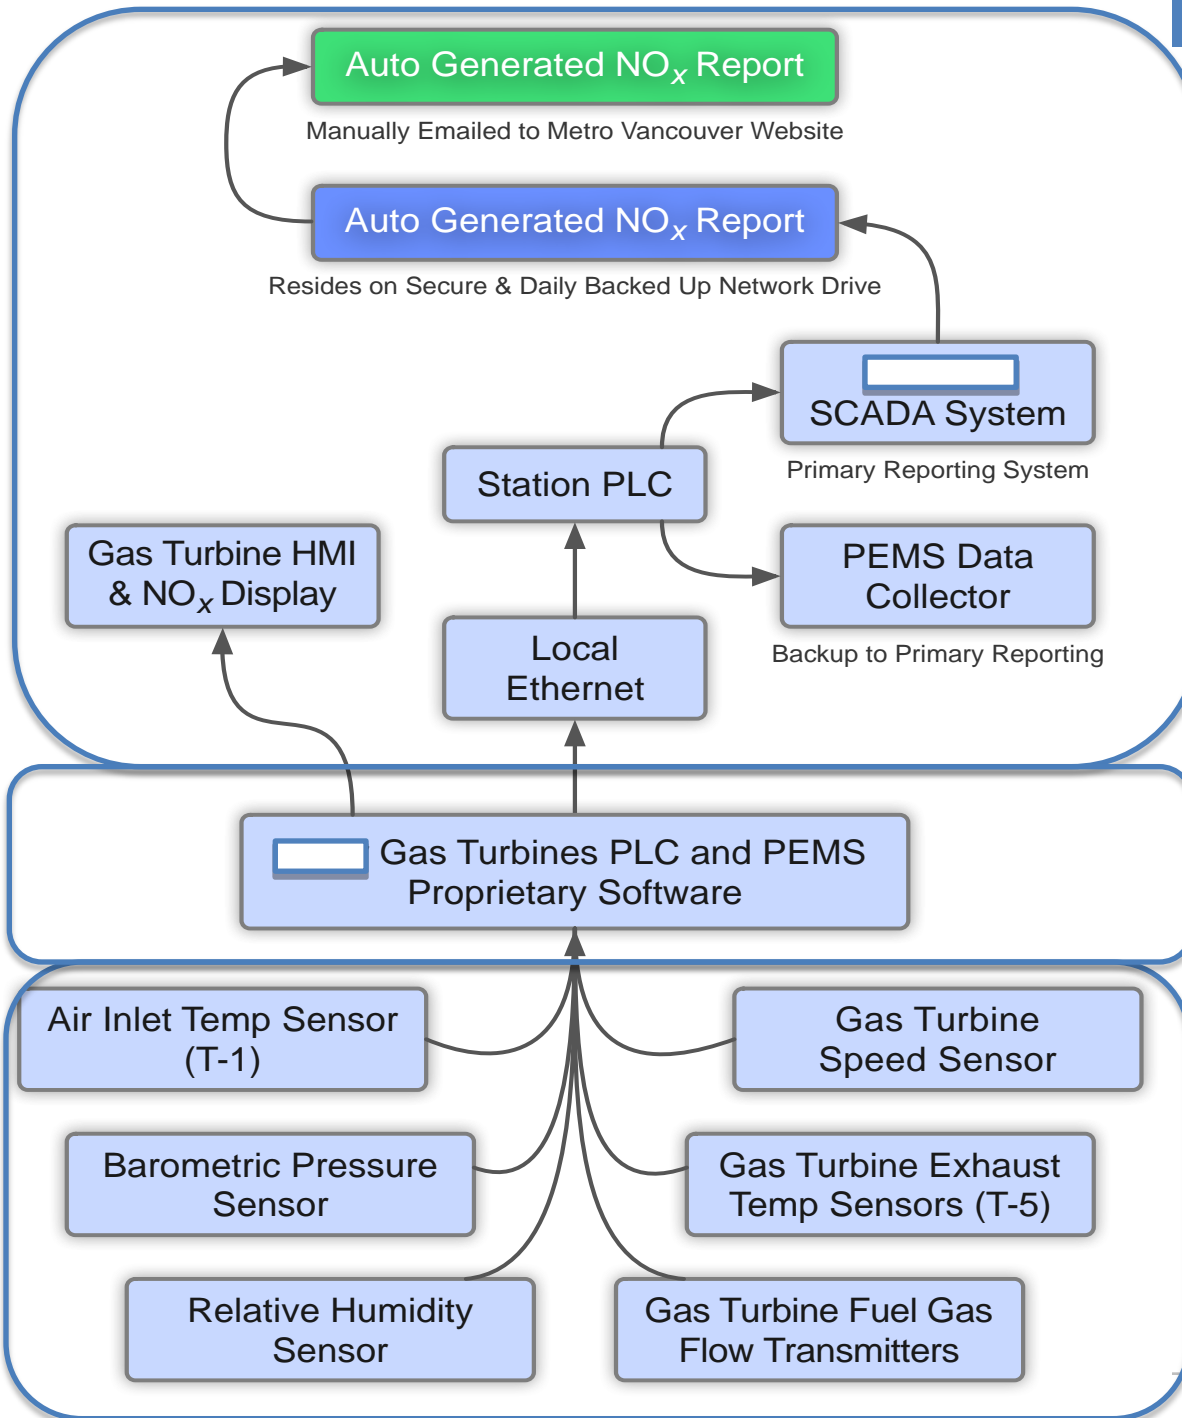 Auto Generated NOx Report
Manually Emailed to Metro Vancouver Website
Auto Generated NOx Report
Resides on Secure & Daily Backed Up Network Drive
SCADA System
Primary Reporting System
Station PLC
Gas Turbine HMI
& NOx Display
PEMS Data
Collector
Backup to Primary Reporting
Local
Ethernet
Gas Turbines PLC and PEMS
Proprietary Software
Air Inlet Temp Sensor
(T-1)
Gas Turbine
Speed Sensor
Barometric Pressure
Sensor
Gas Turbine Exhaust
Temp Sensors (T-5)
Relative Humidity
Sensor
Gas Turbine Fuel Gas
Flow Transmitters